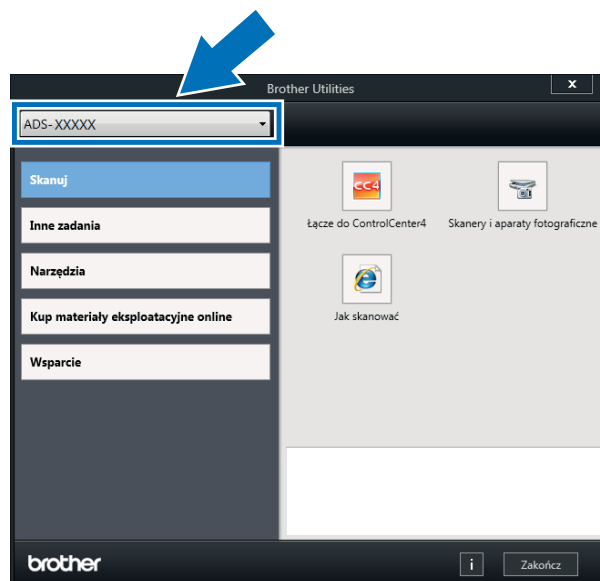 Brother Utilities
x
ADS-XXXXX
Skanuj
Inne zadania
Narzędzia
Kup materiały eksploatacyjne online
Wsparcie
CC4
Łącze do ControlCenter4
Skanery i aparaty fotograficzne
Jak skanować
brother
i
Zakończ